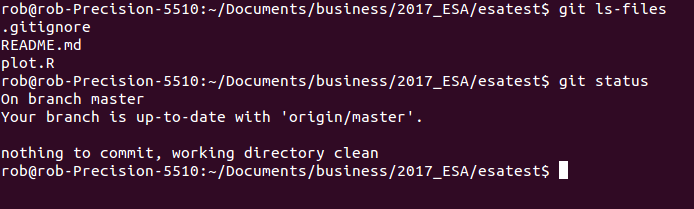 rob@rob-Precision-5510:~/Documents/business/2017_ESA/esatest$ git ls-files
.gitignore
README.md
plot.R
rob@rob-Precision-5510:~/Documents/business/2017_ESA/esatest$ git status
On branch master
Your branch is up-to-date with 'origin/master'.
nothing to commit, working directory clean
rob@rob-Precision-5510:~/Documents/business/2017_ESA/esatest$